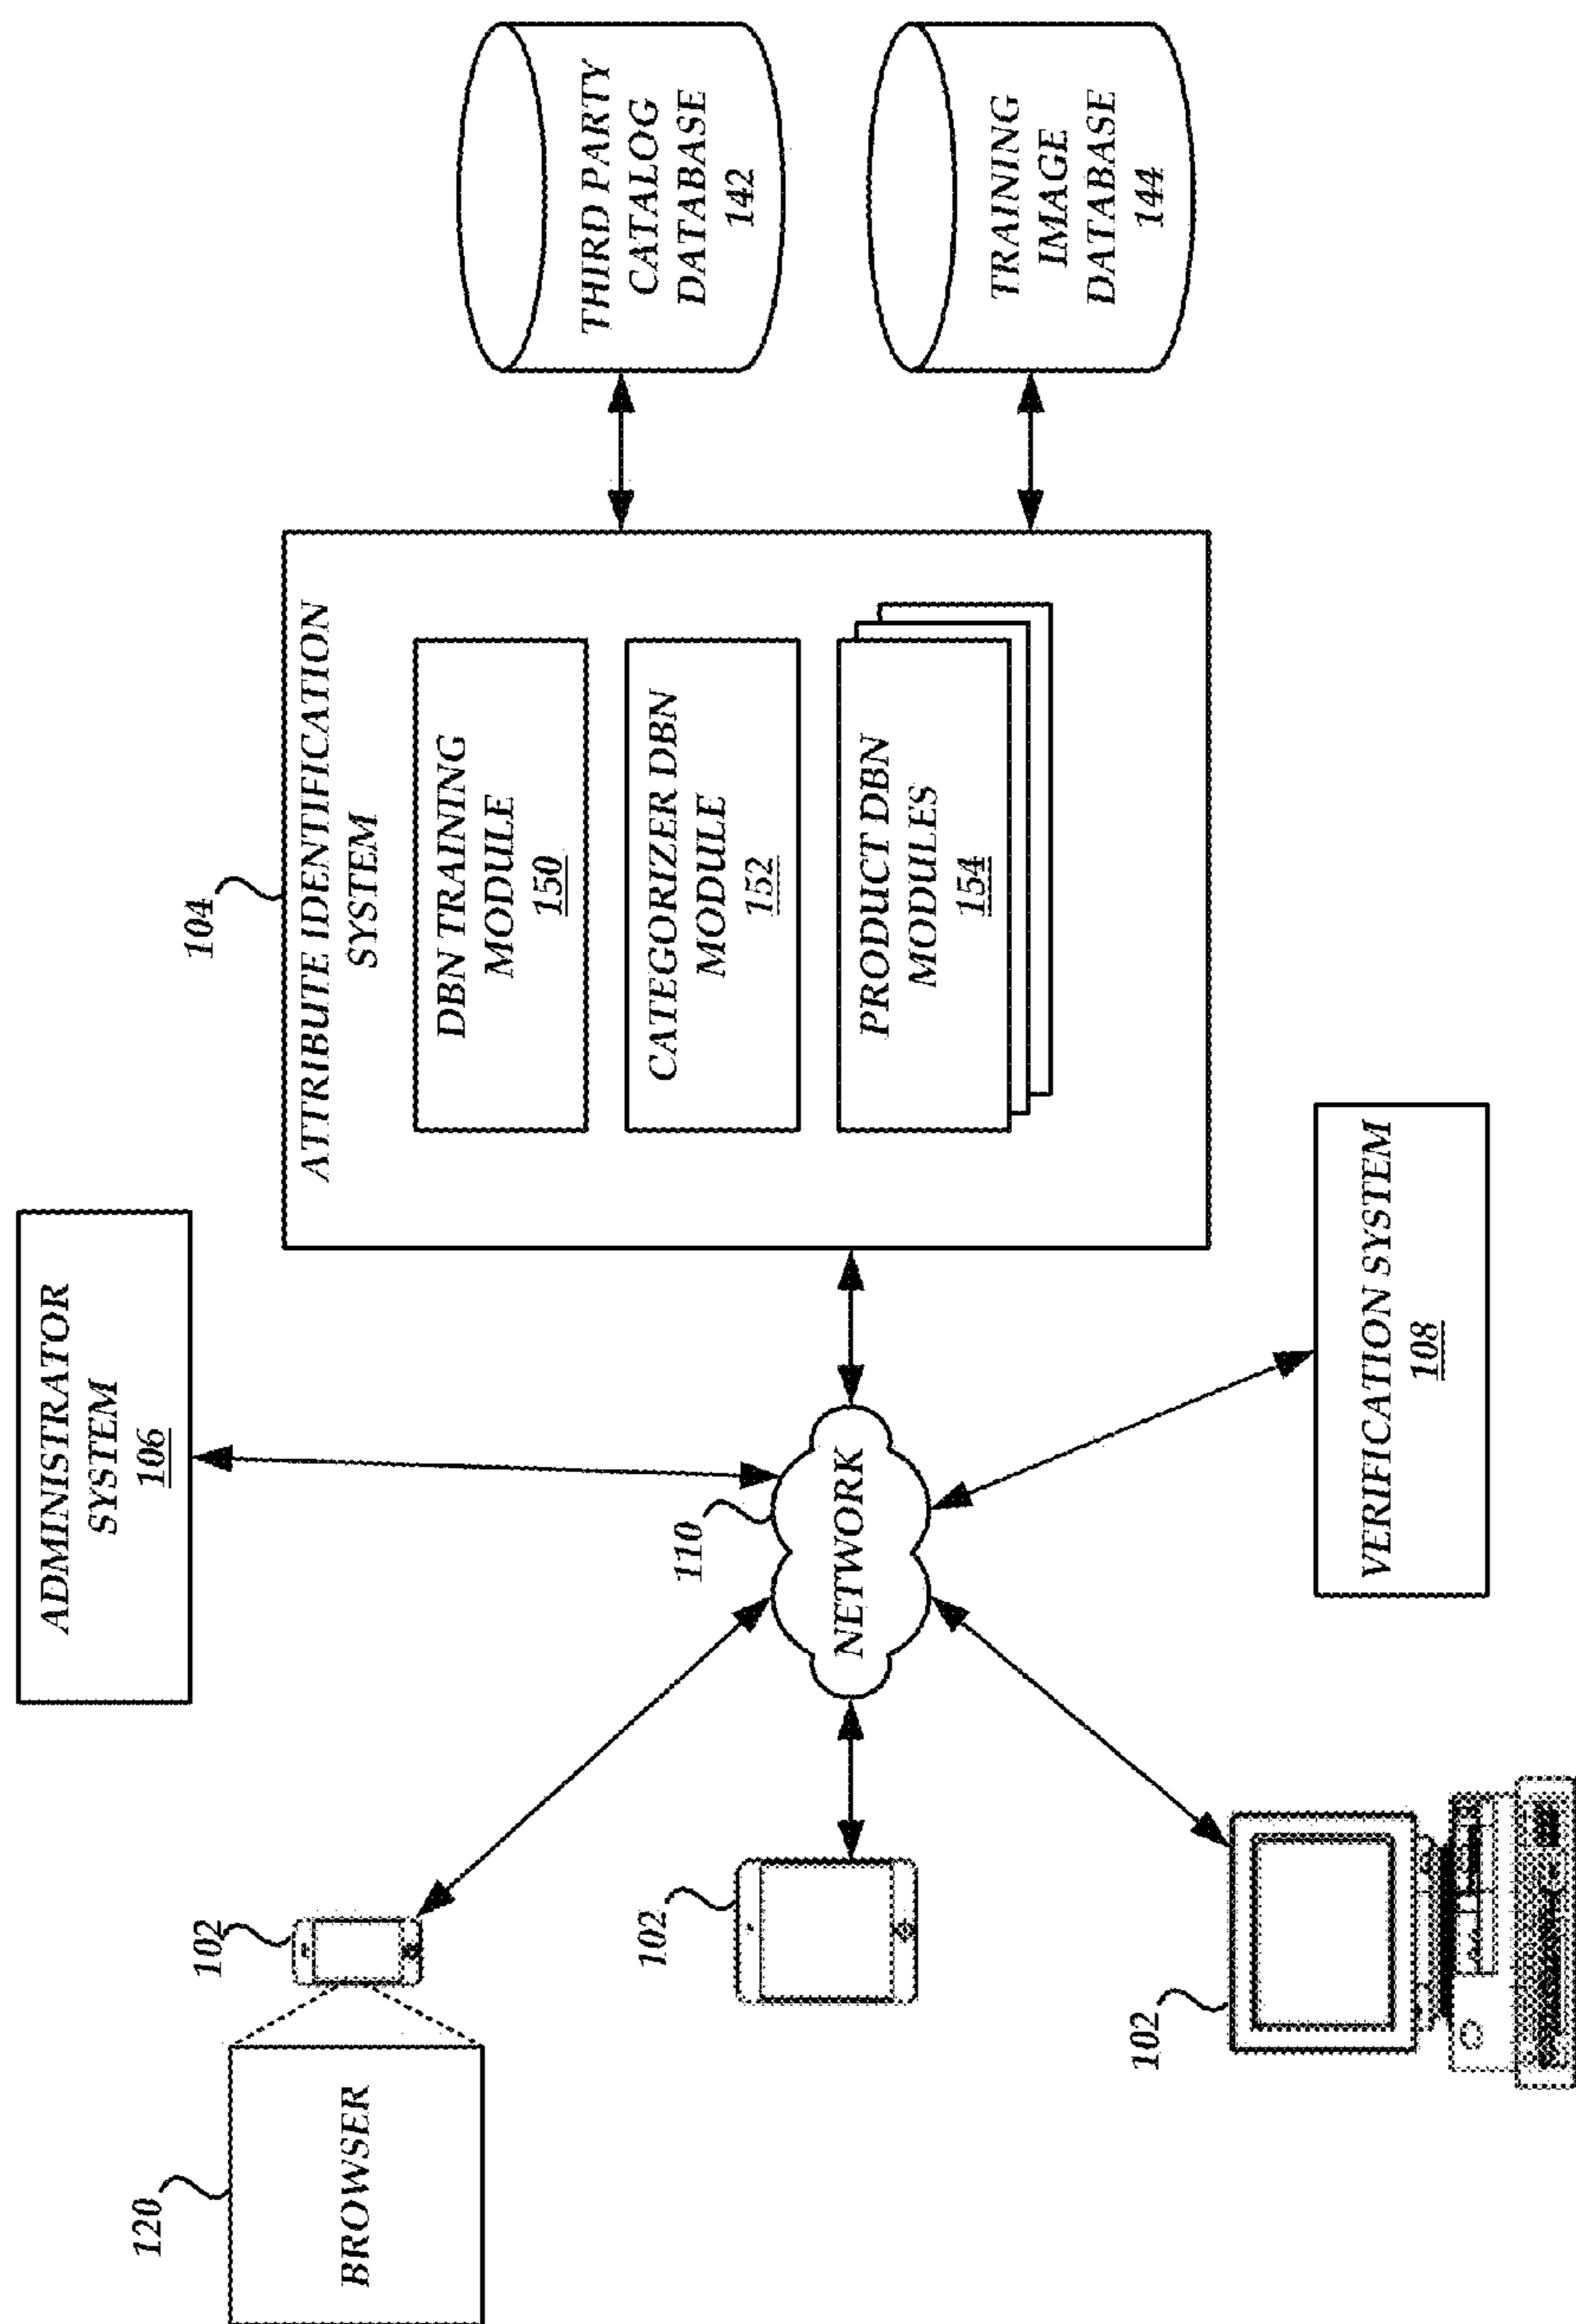 120
BROWSER
102
102
102
ADMINISTRATOR
SYSTEM
106
110
NETWORK
VERIFICATION SYSTEM
108
104
ATTRIBUTE IDENTIFICATION
SYSTEM
DBN TRAINING
MODULE
150
CATEGORIZER DBN
MODULE
152
PRODUCT DBN
MODULES
154
THIRD PARTY
CATALOG
DATABASE
142
TRAINING
IMAGE
DATABASE
144